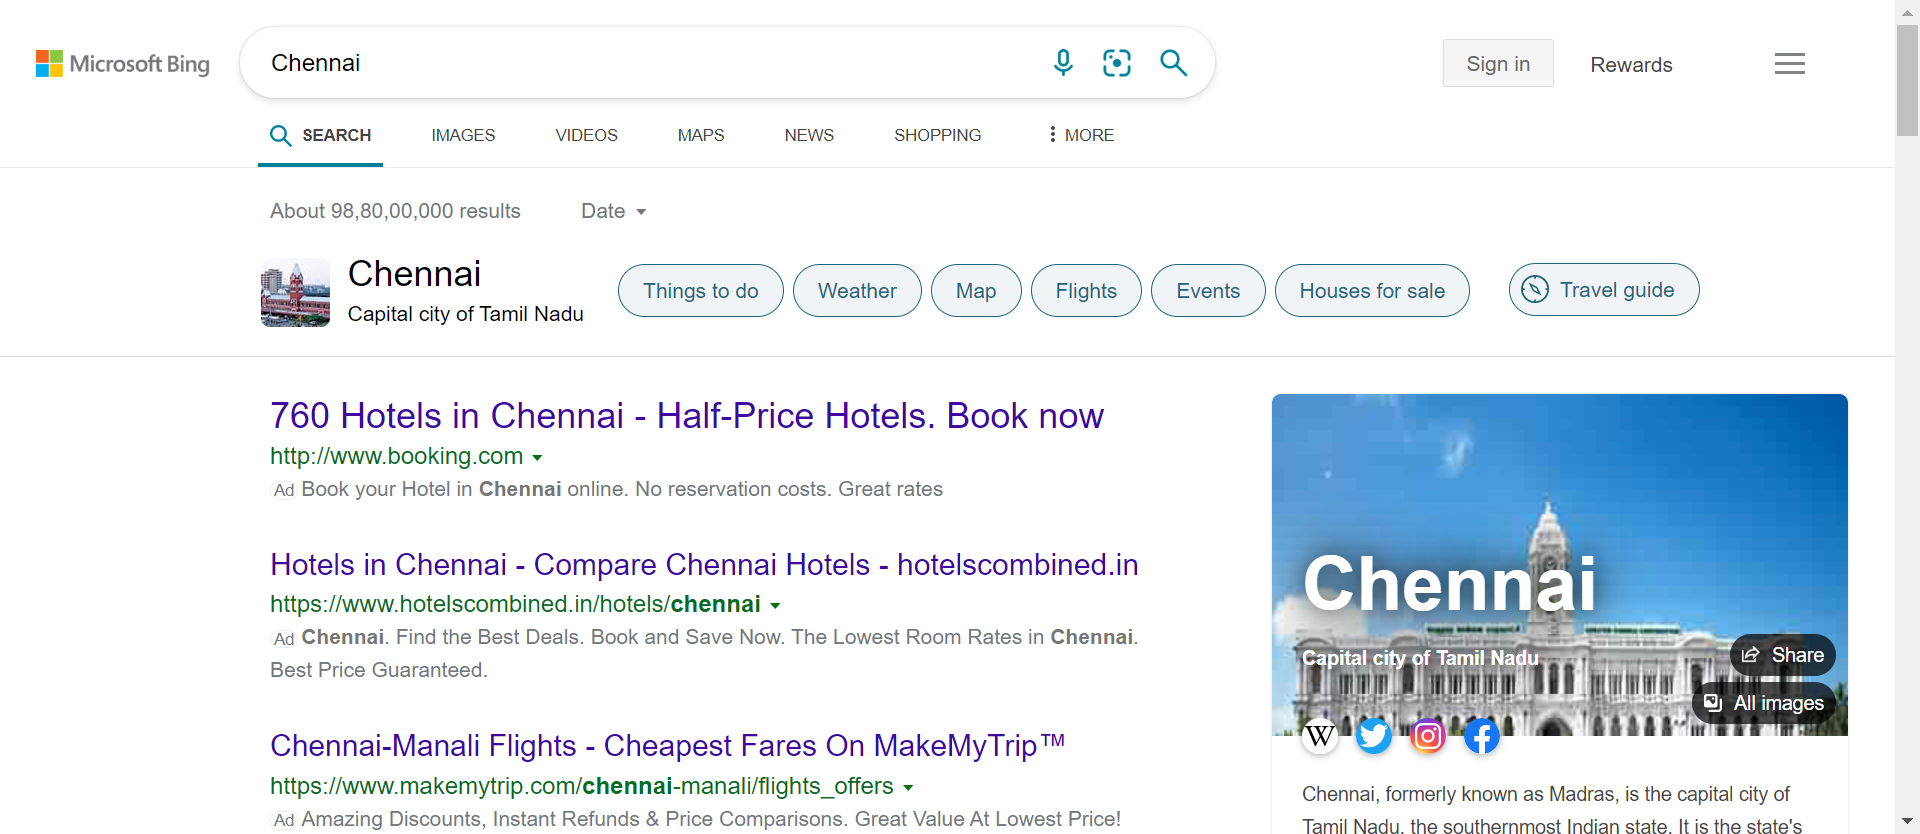 Microsoft Bing
Chennai
Sign in
Rewards
SEARCH
IMAGES
VIDEOS
MAPS
NEWS
SHOPPING
MORE
About 98,80,00,000 results
Date
Chennai
Capital city of Tamil Nadu
Things to do
Weather
Map
Flights
Events
Houses for sale
Travel guide
760 Hotels in Chennai - Half-Price Hotels. Book now
http://www.booking.com
Ad Book your Hotel in Chennai online. No reservation costs. Great rates
Hotels in Chennai - Compare Chennai Hotels - hotelscombined.in
https://www.hotelscombined.in/hotels/chennai
Ad Chennai. Find the Best Deals. Book and Save Now. The Lowest Room Rates in Chennai.
Best Price Guaranteed.
Chennai-Manali Flights - Cheapest Fares On MakeMyTrip™
https://www.makemytrip.com/chennai-manali/flights_offers
Ad Amazing Discounts, Instant Refunds & Price Comparisons. Great Value At Lowest Price!
Chennai
Capital city of Tamil Nadu
Share
All images
W
Chennai, formerly known as Madras, is the capital city of
Tamil Nadu, the southernmost Indian state. It is the state's